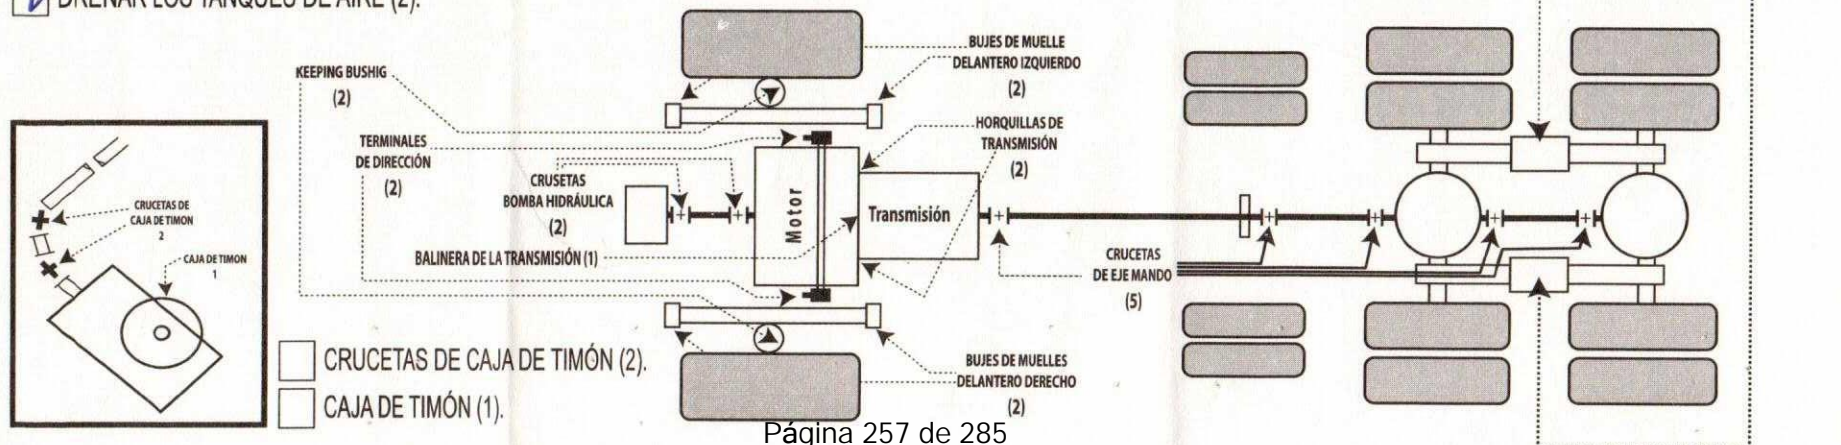 DRENAR LOS TANQUES DE AIRE (2).
KEEPING BUSHIG
(2)
BUJES DE MUELLE
DELANTERO IZQUIERDO
(2)
TERMINALES
DE DIRECCIÓN
(2)
HORQUILLAS DE
TRANSMISIÓN
(2)
CRUSETAS
BOMBA HIDRÁULICA
(2)
Motor
Transmisión
BALINERA DE LA TRANSMISIÓN (1)
CRUCETAS
DE EJE MANDO
(5)
CRUCETAS DE
CAJA DE TIMON
2
CAJA DE TIMON
1
CRUCETAS DE CAJA DE TIMÓN (2).
CAJA DE TIMÓN (1).
BUJES DE MUELLES
DELANTERO DERECHO
(2)
Página 257 de 285